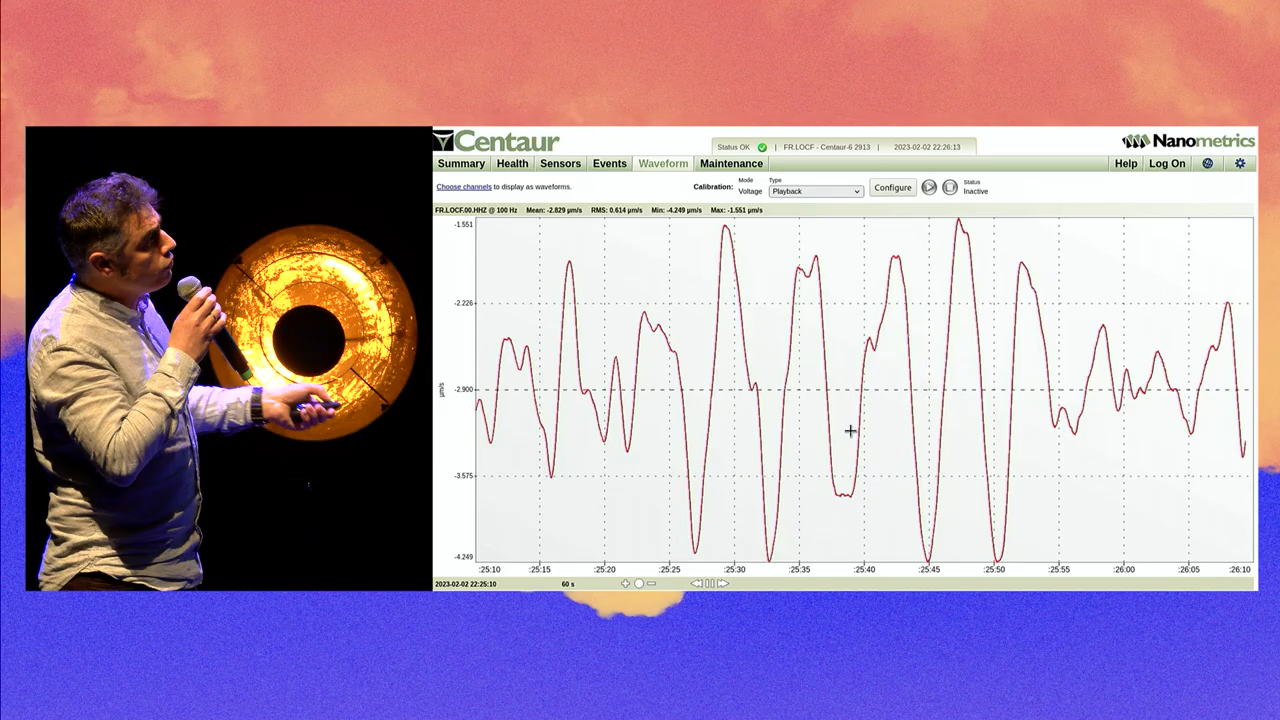 Centaur
Status OK | FR.LOCF - Centaur-6 2913 | 2023-02-02 22:26:13
Nanometrics
Summary Health Sensors Events Waveform Maintenance Help Log On
Choose channels to display as waveforms.
Calibration: Mode Voltage Type Playback Configure Status Inactive
FR.LOCF.00.HHZ @ 100 Hz Mean: -2.829 µm/s RMS: 0.614 µm/s Min: -4.249 µm/s Max: -1.551 µm/s
-1.551
-2.226
-2.900
µm/s
-3.575
-4.249
:25:10 :25:15 :25:20 :25:25 :25:30 :25:35 :25:40 :25:45 :25:50 :25:55 :26:00 :26:05 :26:10
2023-02-02 22:25:10 60 s